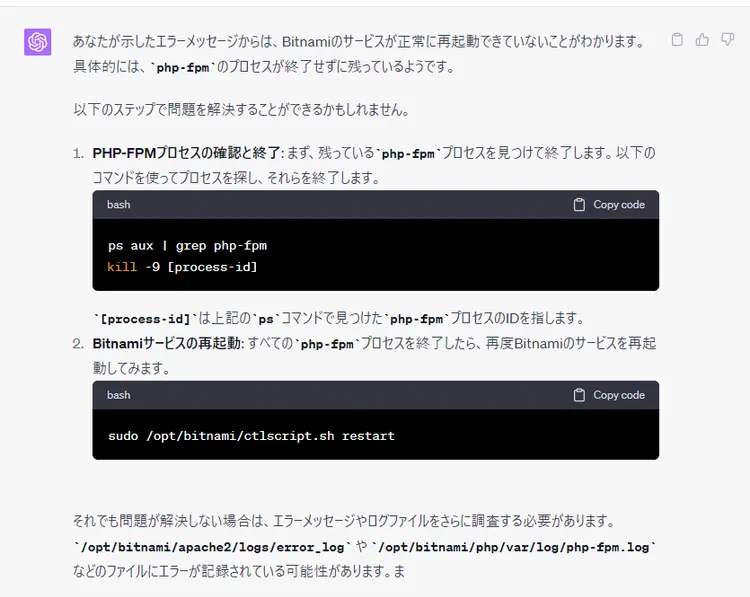 あなたが示したエラーメッセージからは、Bitnamiのサービスが正常に再起動できていないことがわかります。
具体的には、`php-fpm`のプロセスが終了せずに残っているようです。
以下のステップで問題を解決することができるかもしれません。
1. PHP-FPMプロセスの確認と終了: まず、残っている`php-fpm`プロセスを見つけて終了します。以下の
コマンドを使ってプロセスを探し、それらを終了します。
bash Copy code
ps aux | grep php-fpm
kill -9 [process-id]
`[process-id]`は上記の`ps`コマンドで見つけた`php-fpm`プロセスのIDを指します。
2. Bitnamiサービスの再起動: すべての`php-fpm`プロセスを終了したら、再度Bitnamiのサービスを再起
動してみます。
bash Copy code
sudo /opt/bitnami/ctlscript.sh restart
それでも問題が解決しない場合は、エラーメッセージやログファイルをさらに調査する必要があります。
`/opt/bitnami/apache2/logs/error_log` や `/opt/bitnami/php/var/log/php-fpm.log`
などのファイルにエラーが記録されている可能性があります。ま